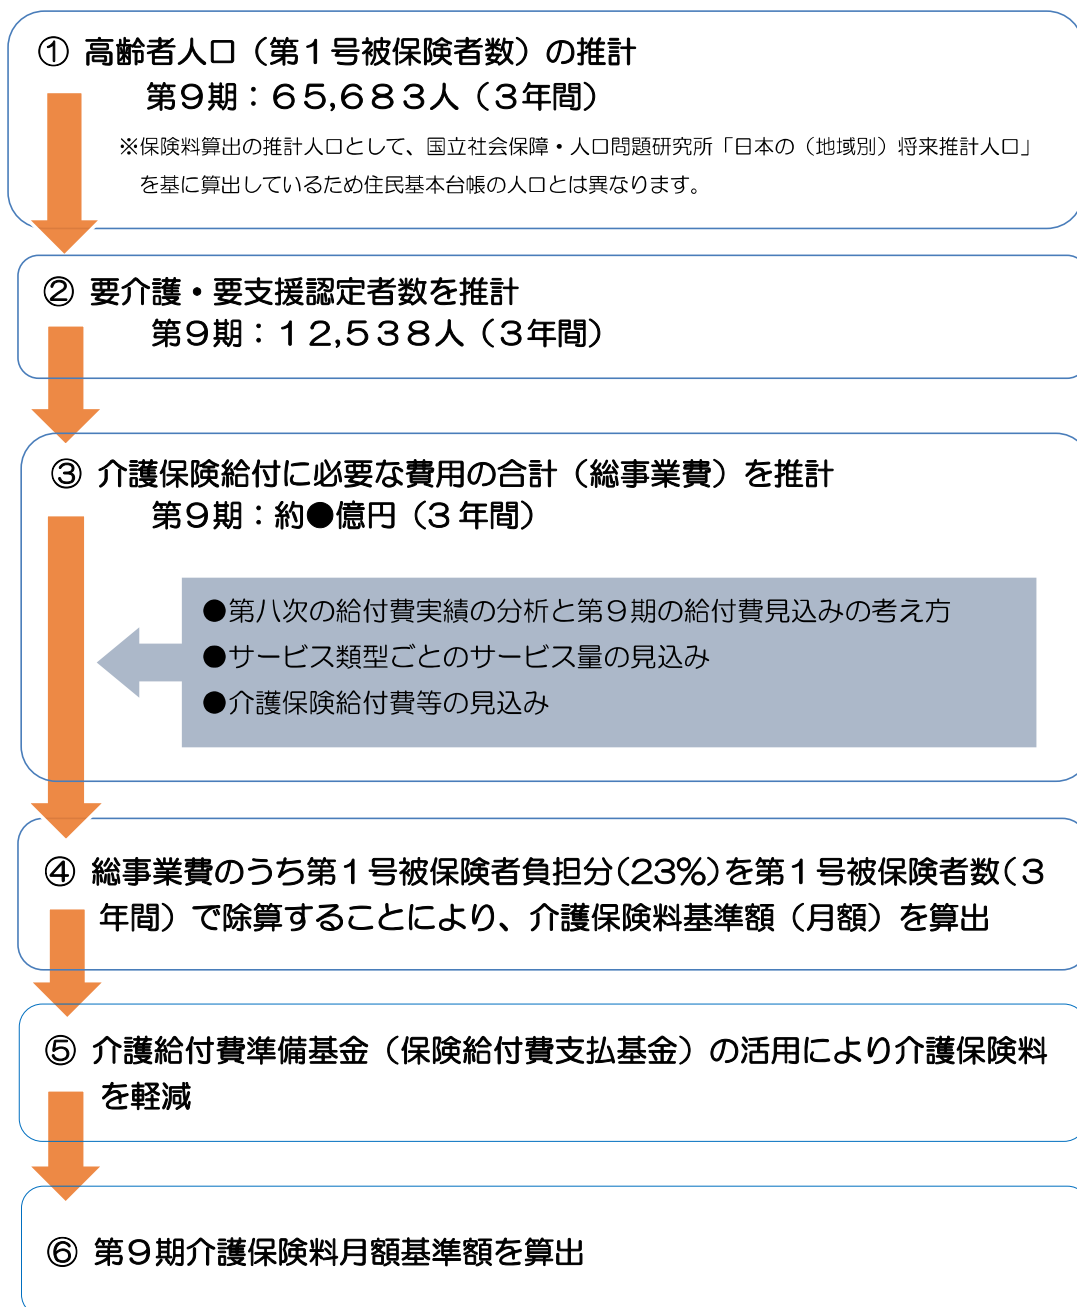 ① 高齢者人口（第１号被保険者数）の推計
第９期：６５,６８３人（３年間）
※保険料算出の推計人口として、国立社会保障・人口問題研究所「日本の（地域別）将来推計人口」
を基に算出しているため住民基本台帳の人口とは異なります。
② 要介護・要支援認定者数を推計
第９期：１２,５３８人（３年間）
③ 介護保険給付に必要な費用の合計（総事業費）を推計
第９期：約●億円（３年間）
●第八次の給付費実績の分析と第９期の給付費見込みの考え方
●サービス類型ごとのサービス量の見込み
●介護保険給付費等の見込み
④ 総事業費のうち第１号被保険者負担分(23%)を第１号被保険者数(３
年間）で除算することにより、介護保険料基準額（月額）を算出
⑤ 介護給付費準備基金（保険給付費支払基金）の活用により介護保険料
を軽減
⑥ 第９期介護保険料月額基準額を算出